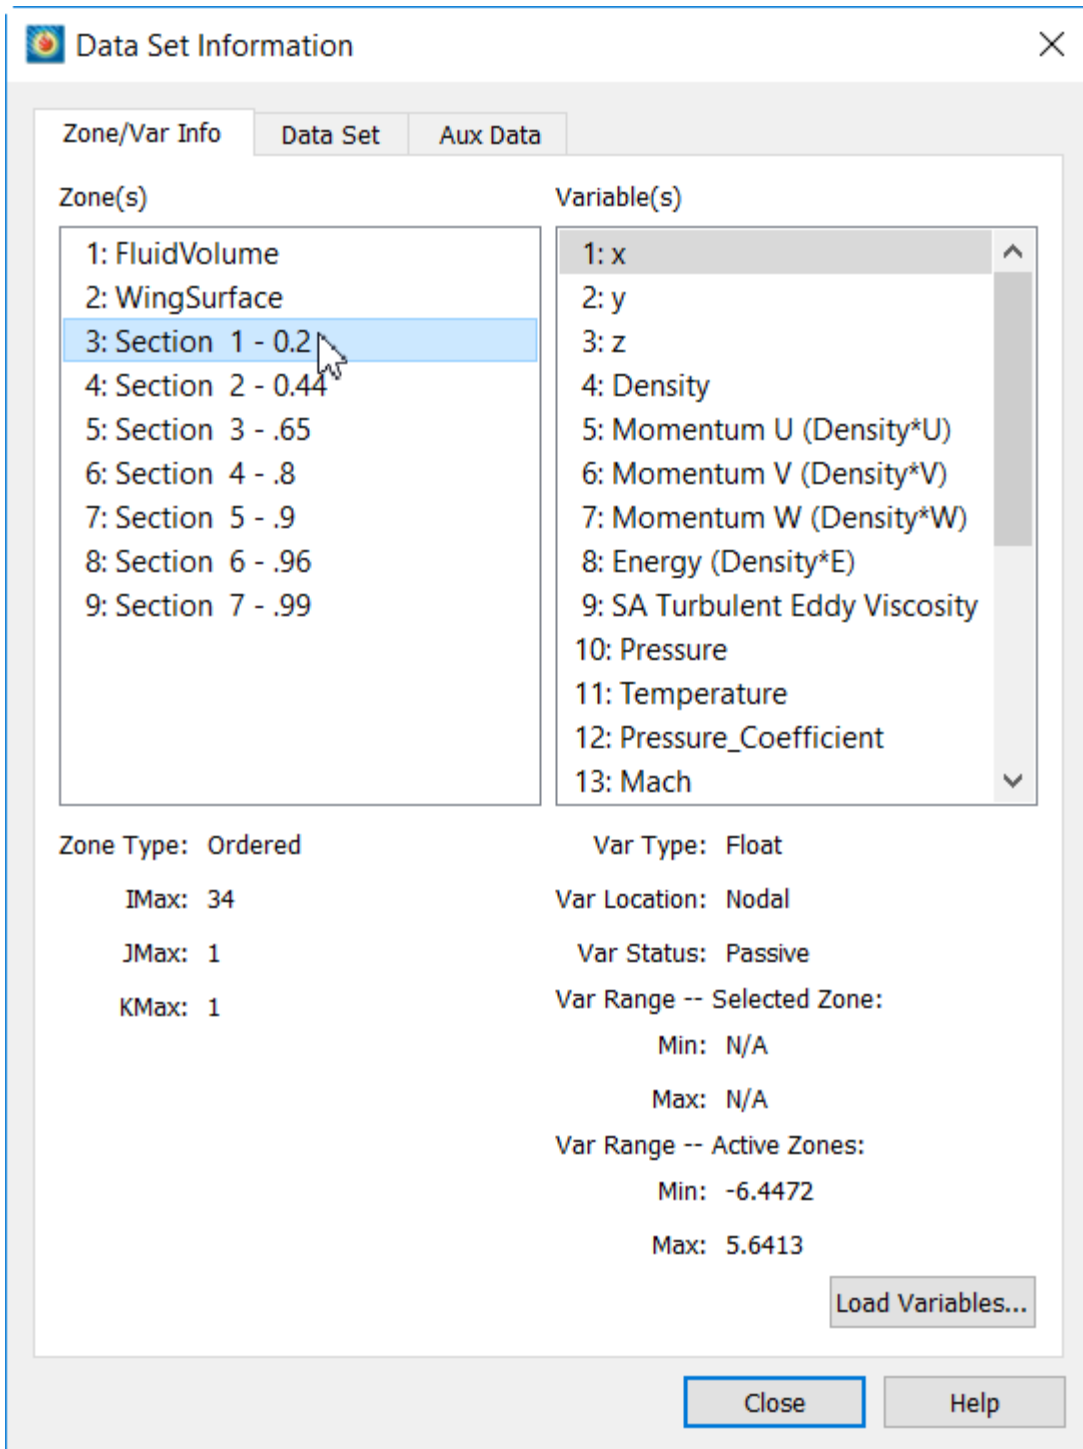 Data Set Information
Zone/Var Info
Data Set
Aux Data
Zone(s)
1: FluidVolume
2: WingSurface
3: Section  1 - 0.2
4: Section  2 - 0.44
5: Section  3 - .65
6: Section  4 - .8
7: Section  5 - .9
8: Section  6 - .96
9: Section  7 - .99
Variable(s)
1: x
2: y
3: z
4: Density
5: Momentum U (Density*U)
6: Momentum V (Density*V)
7: Momentum W (Density*W)
8: Energy (Density*E)
9: SA Turbulent Eddy Viscosity
10: Pressure
11: Temperature
12: Pressure_Coefficient
13: Mach
Zone Type: Ordered
IMax: 34
JMax: 1
KMax: 1
Var Type: Float
Var Location: Nodal
Var Status: Passive
Var Range -- Selected Zone:
Min: N/A
Max: N/A
Var Range -- Active Zones:
Min: -6.4472
Max: 5.6413
Load Variables...
Close
Help